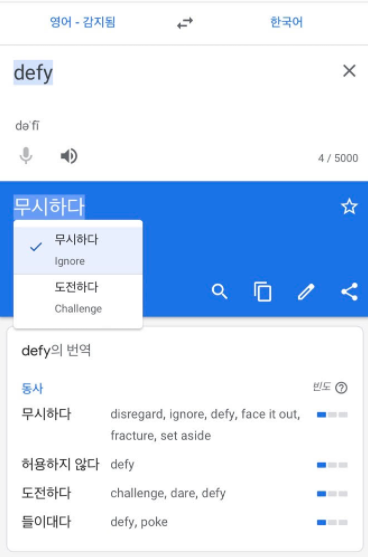 영어 - 감지됨 한국어
defy
dəˈfī
4 / 5000
무시하다
무시하다
Ignore
도전하다
Challenge
defy의 번역
동사 빈도
무시하다 disregard, ignore, defy, face it out,
fracture, set aside
허용하지 않다 defy
도전하다 challenge, dare, defy
들이대다 defy, poke